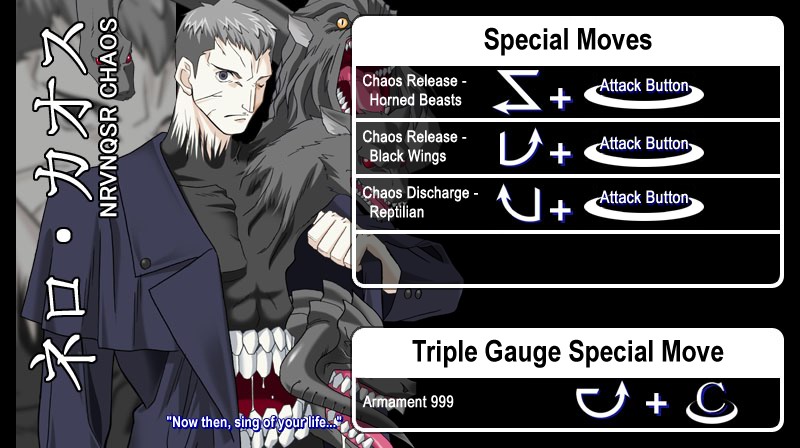 ネロ・カオス
NRVNQSR CHAOS
Special Moves
Chaos Release -
Horned Beasts
Attack Button
Chaos Release -
Black Wings
Attack Button
Chaos Discharge -
Reptilian
Attack Button
Triple Gauge Special Move
Armament 999
C
"Now then, sing of your life..."